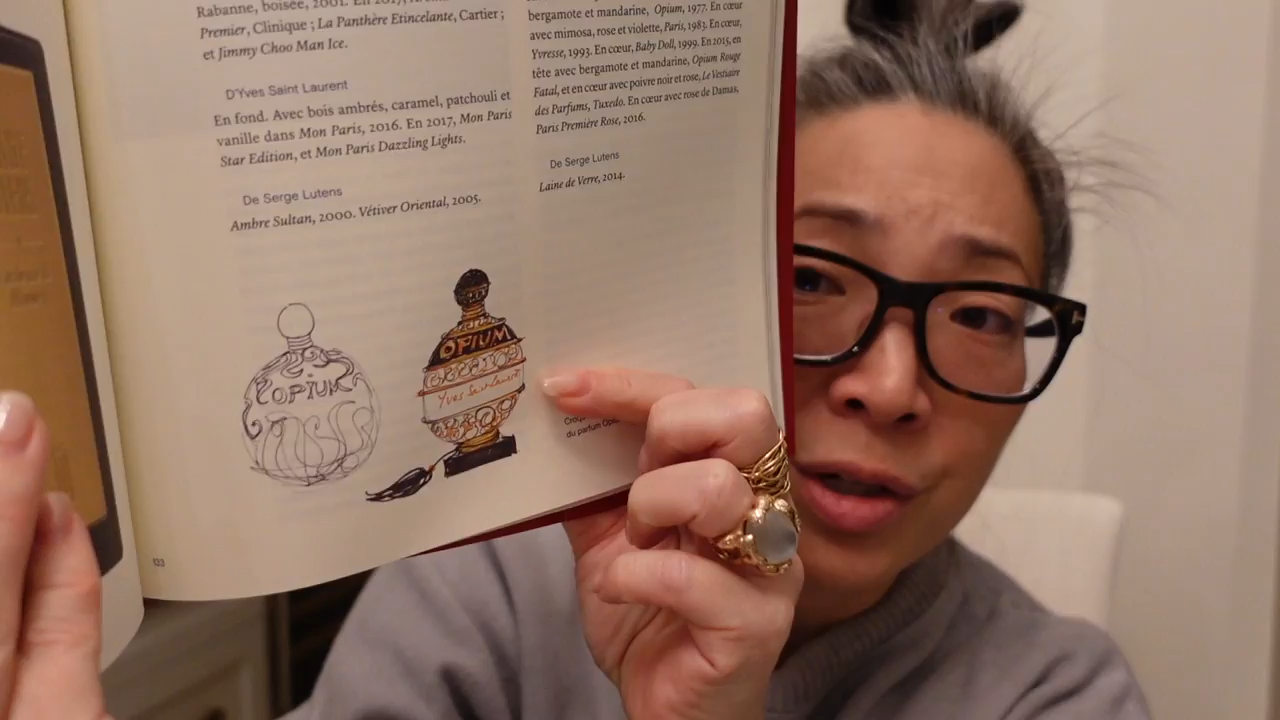 Rabanne, boisée, 2001. En 2017,
Premier, Clinique ; La Panthère Etincelante, Cartier ;
et Jimmy Choo Man Ice.
D'Yves Saint Laurent
En fond. Avec bois ambrés, caramel, patchouli et
vanille dans Mon Paris, 2016. En 2017, Mon Paris
Star Edition, et Mon Paris Dazzling Lights.
De Serge Lutens
Ambre Sultan, 2000. Vétiver Oriental, 2005.
L'OPIUM
OPIUM
Yves Saint Laurent
133
bergamote et mandarine, Opium, 1977. En cœur
avec mimosa, rose et violette, Paris, 1983. En cœur,
Yvresse, 1993. En cœur, Baby Doll, 1999. En 2015, en
tête avec bergamote et mandarine, Opium Rouge
Fatal, et en cœur avec poivre noir et rose, Le Vestiaire
des Parfums, Tuxedo. En cœur avec rose de Damas,
Paris Première Rose, 2016.
De Serge Lutens
Laine de Verre, 2014.
du parfum